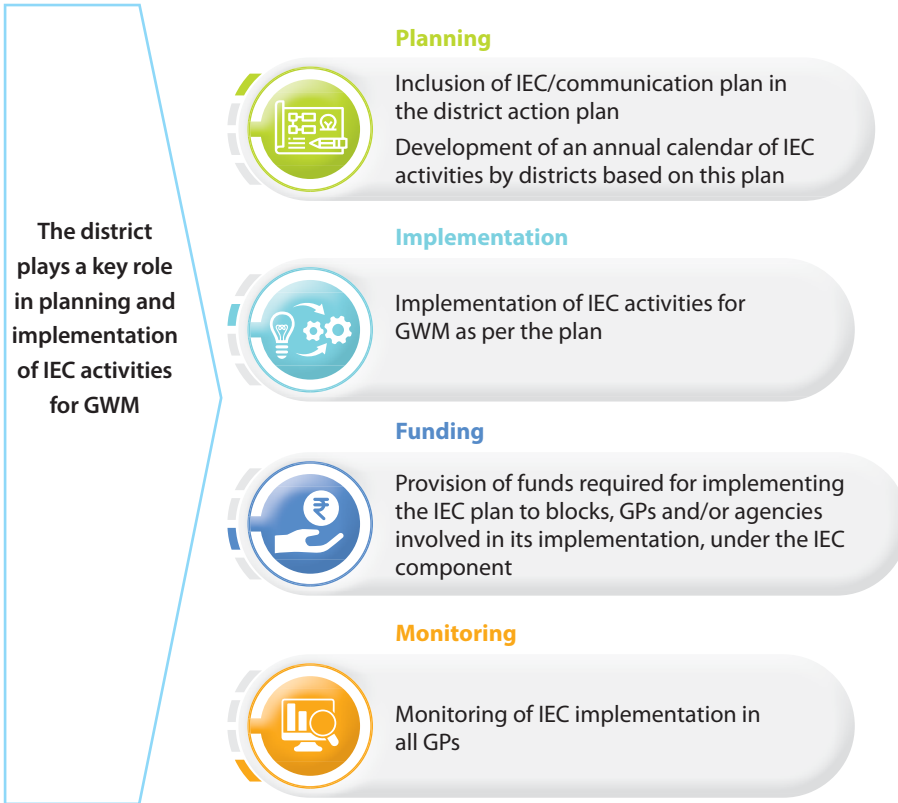 The district
plays a key role
in planning and
implementation
of IEC activities
for GWM
Planning
Inclusion of IEC/communication plan in
the district action plan
Development of an annual calendar of IEC
activities by districts based on this plan
Implementation
Implementation of IEC activities for
GWM as per the plan
Funding
Provision of funds required for implementing
the IEC plan to blocks, GPs and/or agencies
involved in its implementation, under the IEC
component
Monitoring
Monitoring of IEC implementation in
all GPs